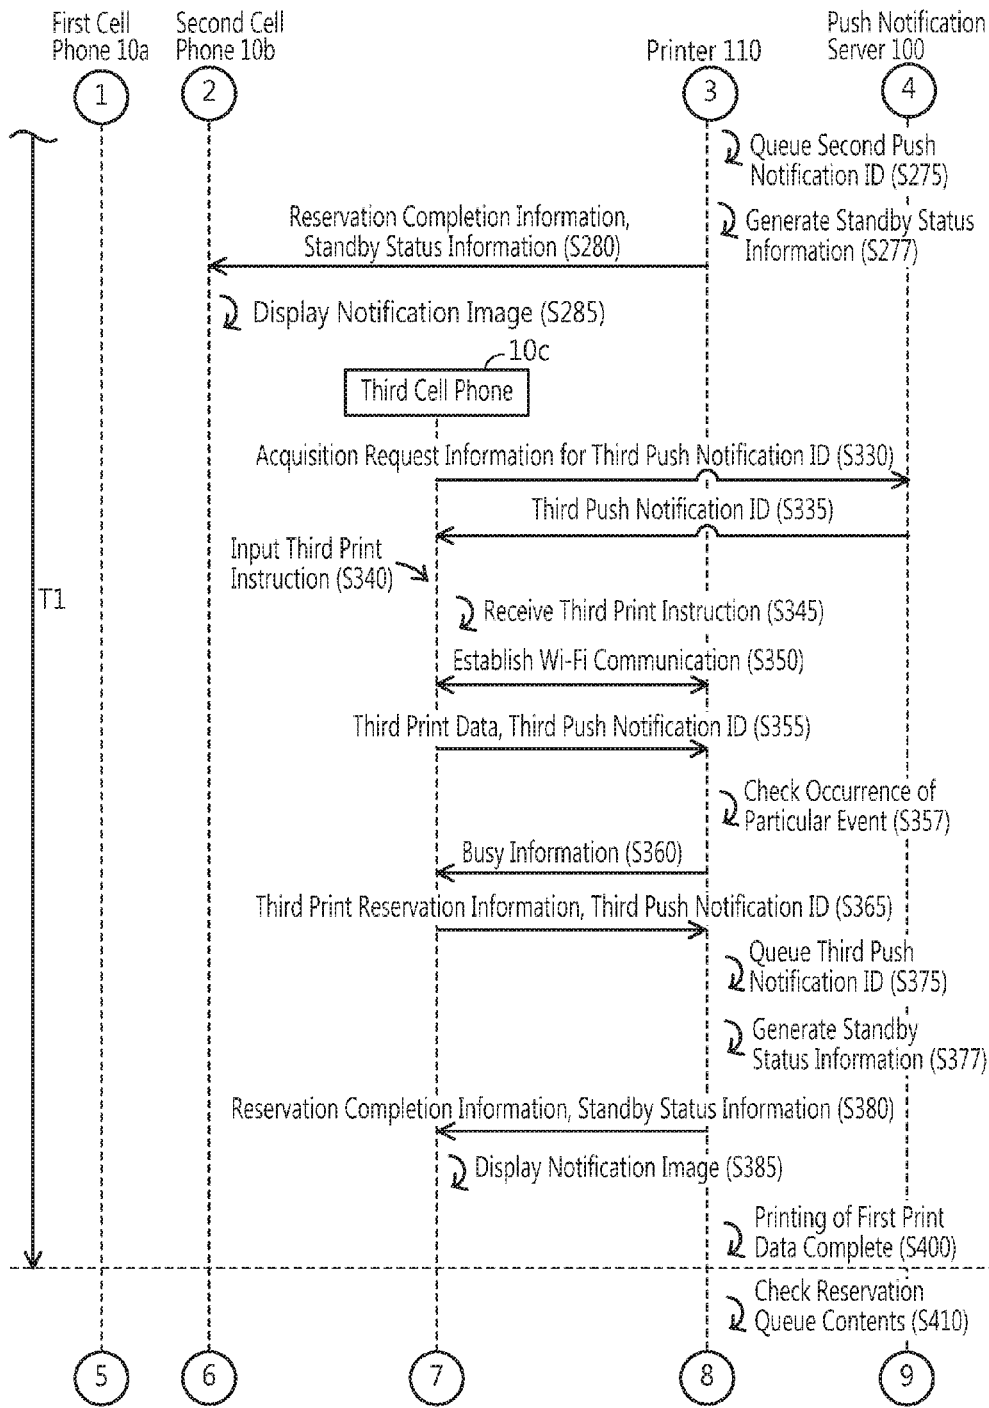 First Cell
Phone 10a
Second Cell
Phone 10b
Printer 110
Push Notification
Server 100
1
2
3
4
Queue Second Push
Notification ID (S275)
Reservation Completion Information,
Standby Status Information (S280)
Generate Standby Status
Information (S277)
Display Notification Image (S285)
10c
Third Cell Phone
Acquisition Request Information for Third Push Notification ID (S330)
Third Push Notification ID (S335)
Input Third Print
Instruction (S340)
T1
Receive Third Print Instruction (S345)
Establish Wi-Fi Communication (S350)
Third Print Data, Third Push Notification ID (S355)
Check Occurrence of
Particular Event (S357)
Busy Information (S360)
Third Print Reservation Information, Third Push Notification ID (S365)
Queue Third Push
Notification ID (S375)
Generate Standby
Status Information (S377)
Reservation Completion Information, Standby Status Information (S380)
Display Notification Image (S385)
Printing of First Print
Data Complete (S400)
Check Reservation
Queue Contents (S410)
5
6
7
8
9